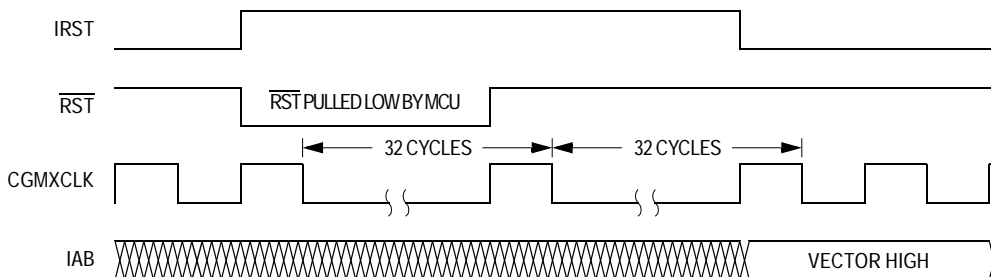 IRST
RST
RST PULLED LOW BY MCU
32 CYCLES 32 CYCLES
CGMXCLK
IAB
VECTOR HIGH